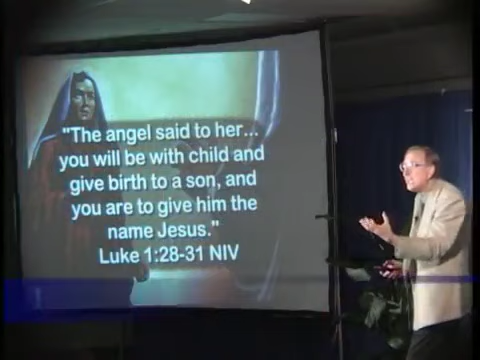 "The angel said to her...
you will be with child and
give birth to a son, and
you are to give him the
name Jesus."
Luke 1:28-31 NIV